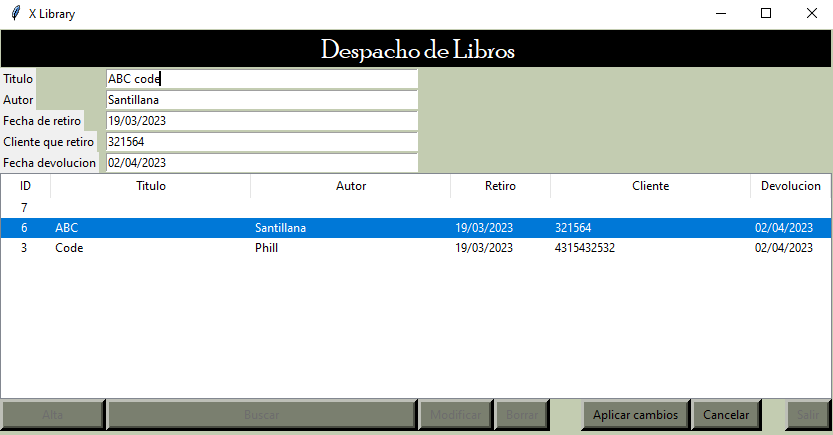 X Library
Despacho de Libros
Titulo ABC code
Autor Santillana
Fecha de retiro 19/03/2023
Cliente que retiro 321564
Fecha devolucion 02/04/2023
ID Titulo Autor Retiro Cliente Devolucion
7
6 ABC Santillana 19/03/2023 321564 02/04/2023
3 Code Phill 19/03/2023 4315432532 02/04/2023
Alta Buscar Modificar Borrar Aplicar cambios Cancelar Salir